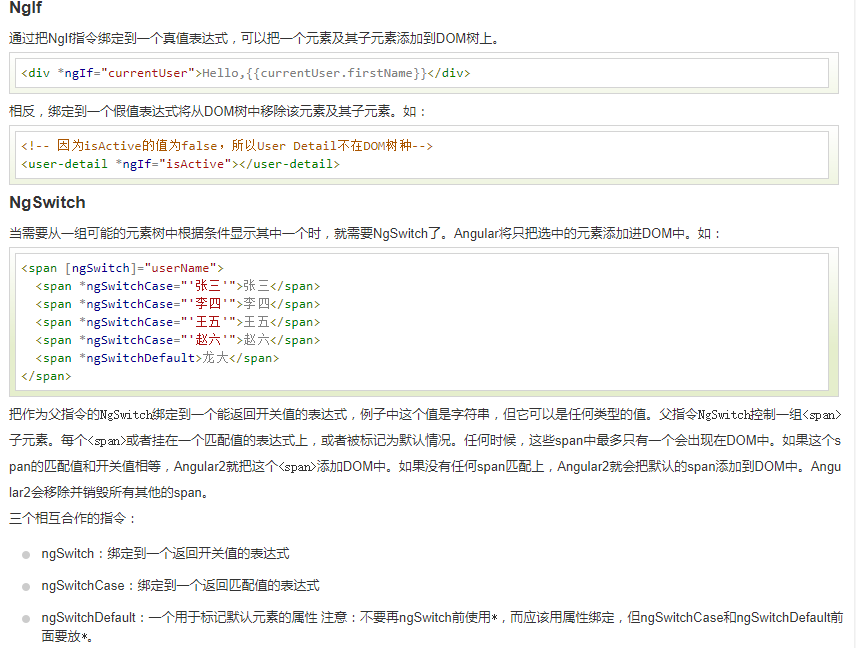 NgIf
通过把NgIf指令绑定到一个真值表达式，可以把一个元素及其子元素添加到DOM树上。
<div *ngIf="currentUser">Hello,{{currentUser.firstName}}</div>
相反，绑定到一个假值表达式将从DOM树中移除该元素及其子元素。如：
<!-- 因为isActive的值为false，所以User Detail不在DOM树种-->
<user-detail *ngIf="isActive"></user-detail>
NgSwitch
当需要从一组可能的元素树中根据条件显示其中一个时，就需要NgSwitch了。Angular将只把选中的元素添加进DOM中。如：
<span [ngSwitch]="userName">
<span *ngSwitchCase="'张三'">张三</span>
<span *ngSwitchCase="'李四'">李四</span>
<span *ngSwitchCase="'王五'">王五</span>
<span *ngSwitchCase="'赵六'">赵六</span>
<span *ngSwitchDefault>龙大</span>
</span>
把作为父指令的NgSwitch绑定到一个能返回开关值的表达式，例子中这个值是字符串，但它可以是任何类型的值。父指令NgSwitch控制一组<span>
子元素。每个<span>或者挂在一个匹配值的表达式上，或者被标记为默认情况。任何时候，这些span中最多只有一个会出现在DOM中。如果这个s
pan的匹配值和开关值相等，Angular2就把这个<span>添加DOM中。如果没有任何span匹配上，Angular2就会把默认的span添加到DOM中。Angu
lar2会移除并销毁所有其他的span。
三个相互合作的指令：
ngSwitch：绑定到一个返回开关值的表达式
ngSwitchCase：绑定到一个返回匹配值的表达式
ngSwitchDefault：一个用于标记默认元素的属性 注意：不要再ngSwitch前使用*，而应该用属性绑定，但ngSwitchCase和ngSwitchDefault前
面要放*。